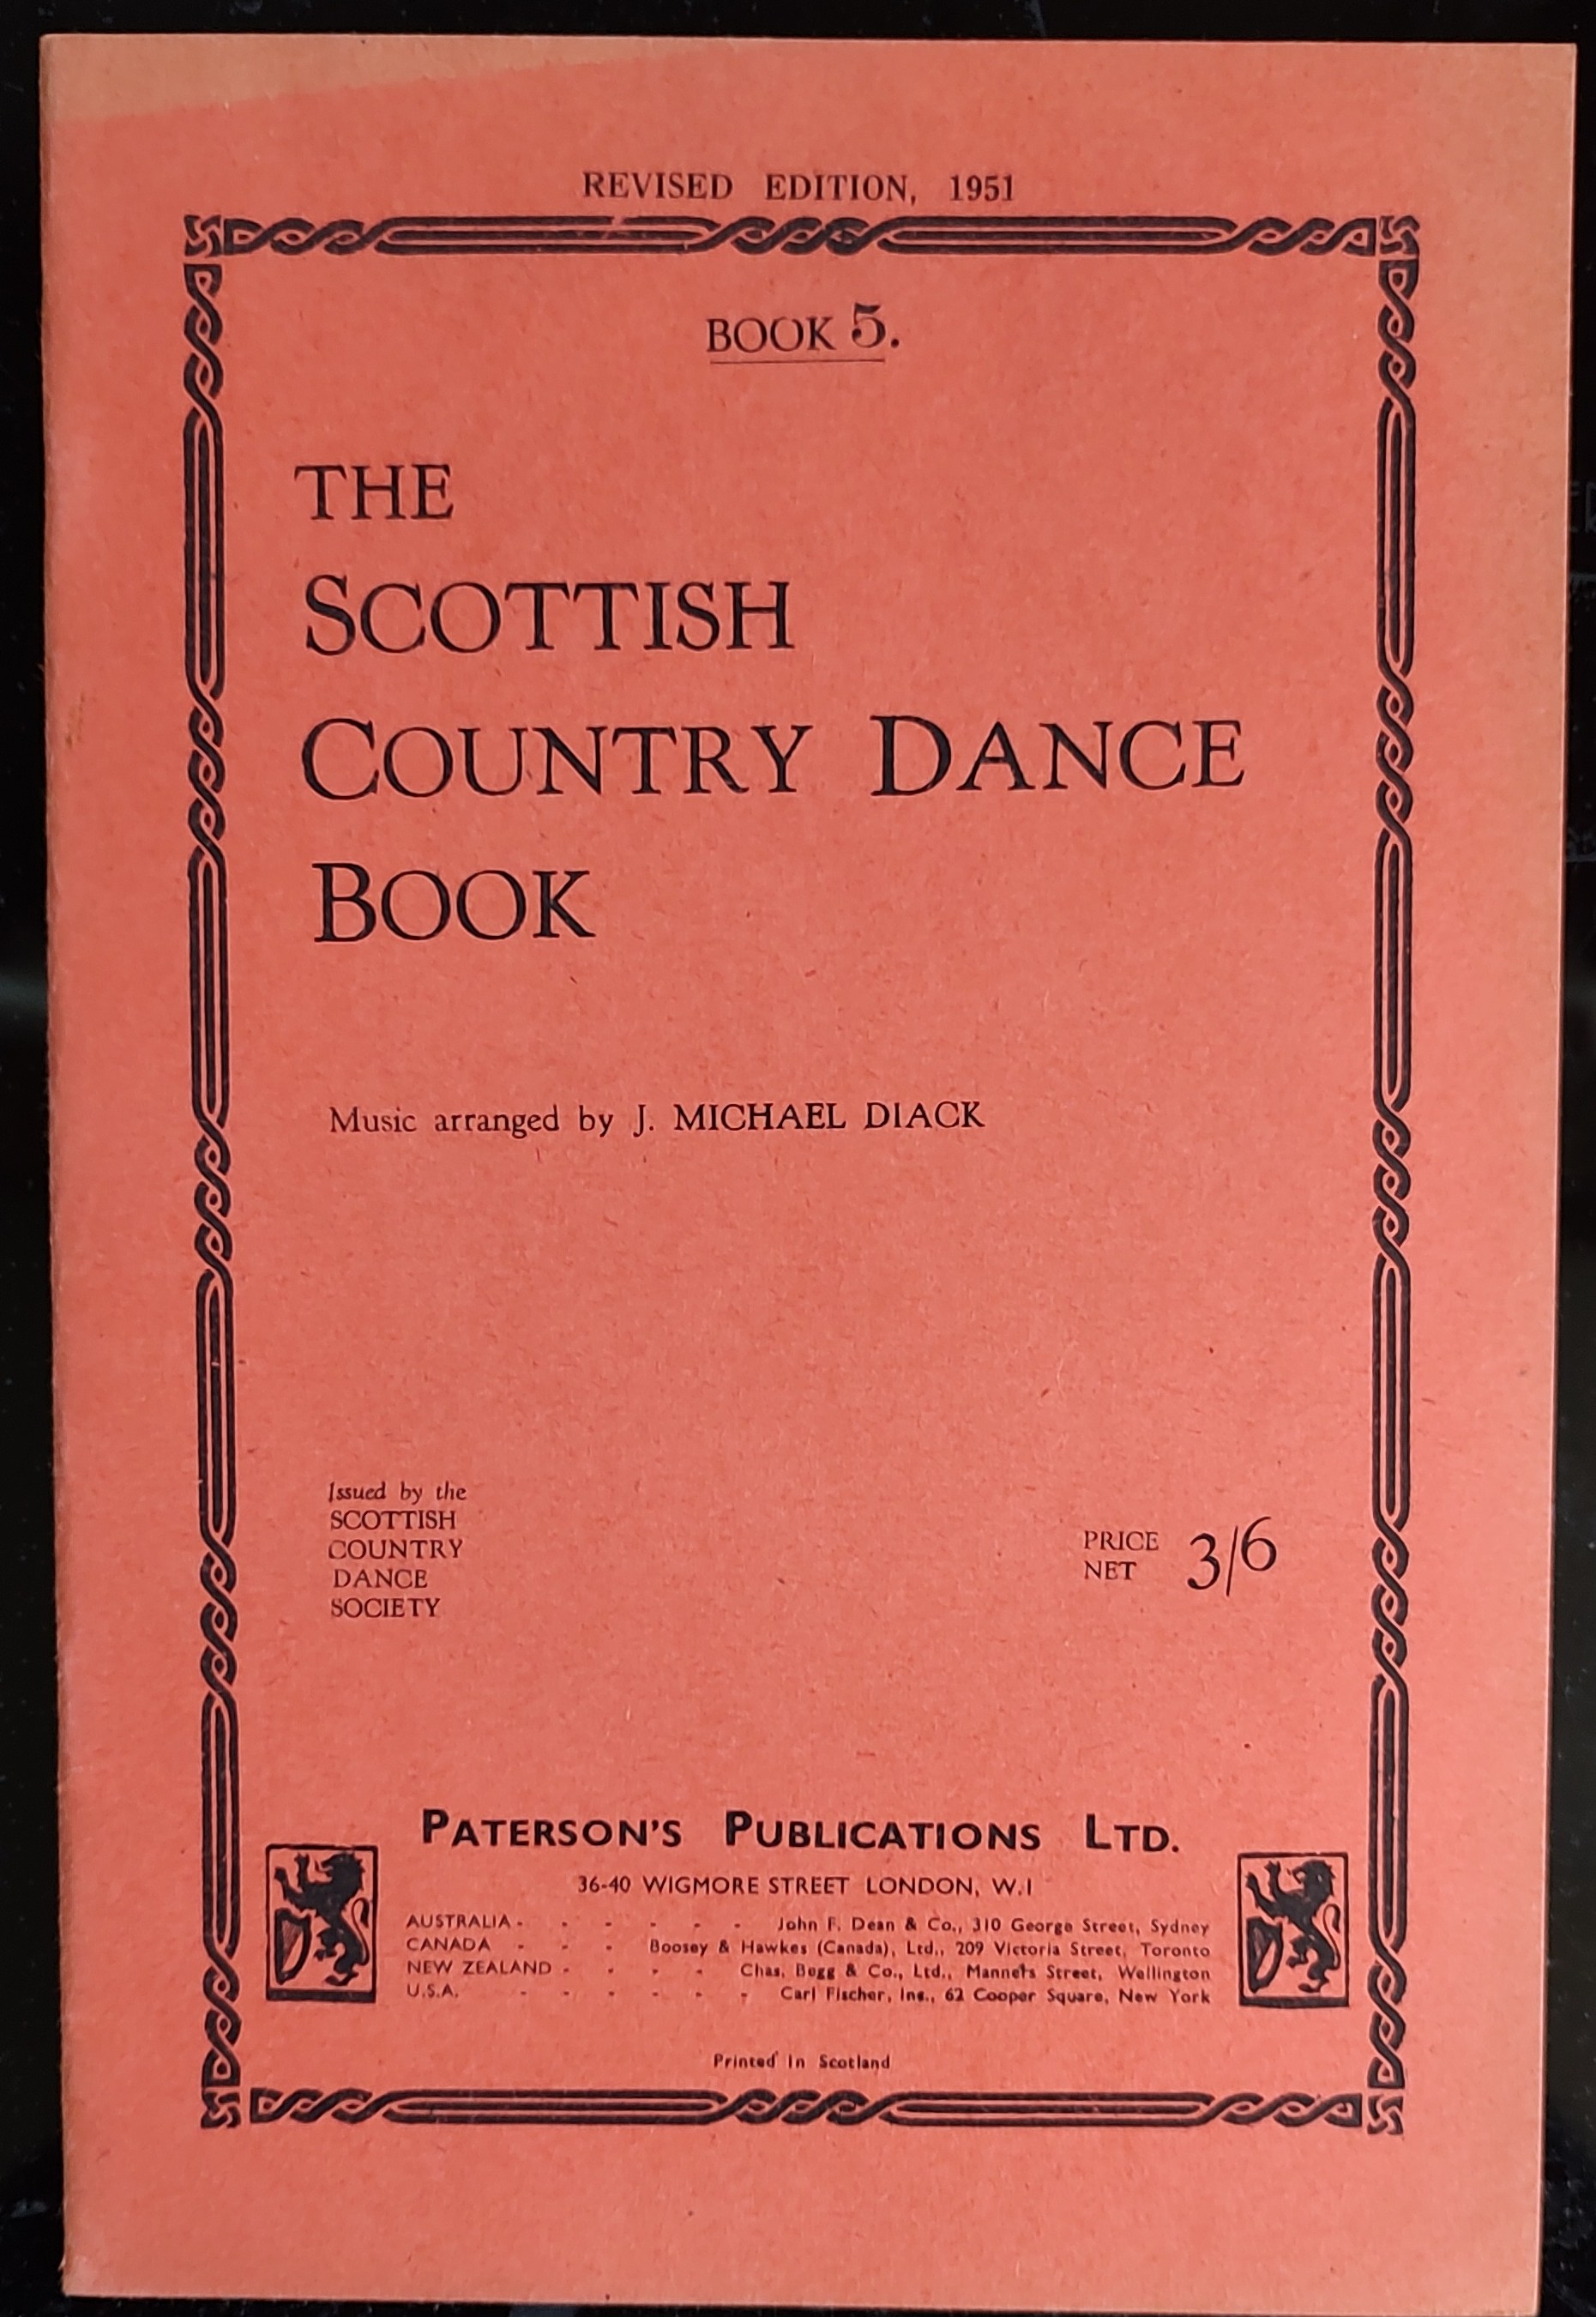 REVISED EDITION, 1951
BOOK 5.
THE
SCOTTISH
COUNTRY DANCE
BOOK
Music arranged by J. MICHAEL DIACK
Issued by the
SCOTTISH
COUNTRY
DANCE
SOCIETY
PRICE
NET 3/6
PATERSON'S PUBLICATIONS LTD.
36-40 WIGMORE STREET LONDON, W.1
AUSTRALIA - - - - - - John F. Dean & Co., 310 George Street, Sydney
CANADA - - - Boosey & Hawkes (Canada), Ltd., 209 Victoria Street, Toronto
NEW ZEALAND - - - - Chas. Begg & Co., Ltd., Manners Street, Wellington
U.S.A. - - - - - - Carl Fischer, Inc., 62 Cooper Square, New York
Printed in Scotland